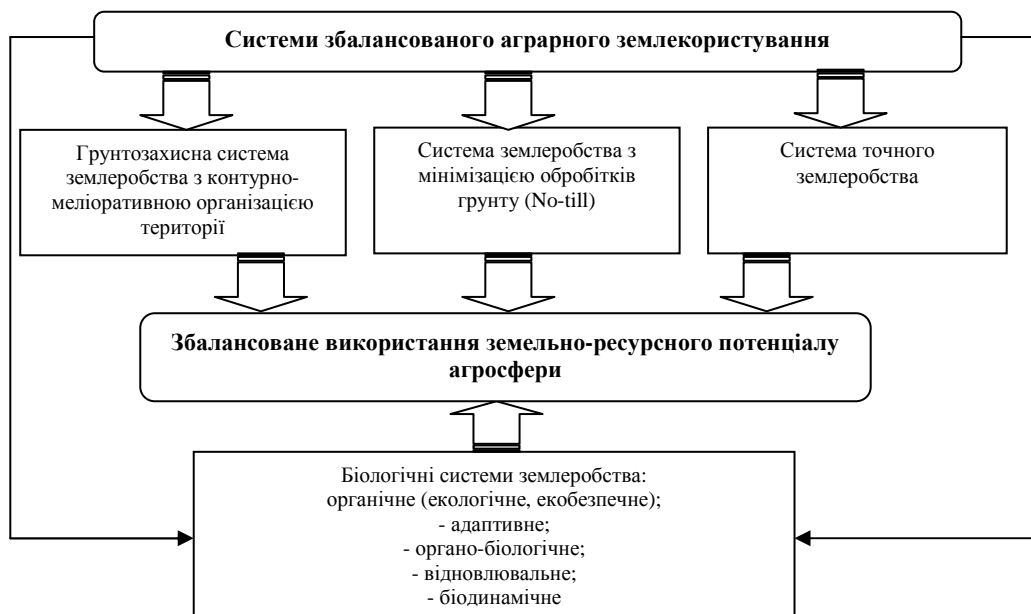 Системи збалансованого аграрного землекористування
Грунтозахисна система
землеробства з контурно-
меліоративною організацією
території
Система землеробства з
мінімізацією обробітків
грунту (No-till)
Система точного
землеробства
Збалансоване використання земельно-ресурсного потенціалу
агросфери
Біологічні системи землеробства:
органічне (екологічне, екобезпечне);
- адаптивне;
- органо-біологічне;
- відновлювальне;
- біодинамічне